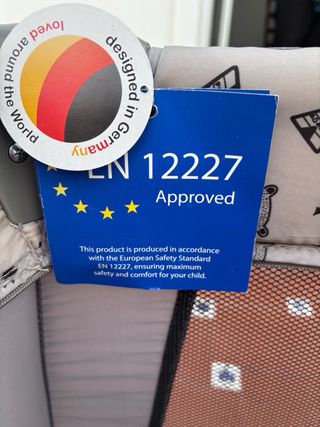 designed in Germany
loved around the World
EN 12227
Approved
This product is produced in accordance
with the European Safety Standard
EN 12227, ensuring maximum
safety and comfort for your child.